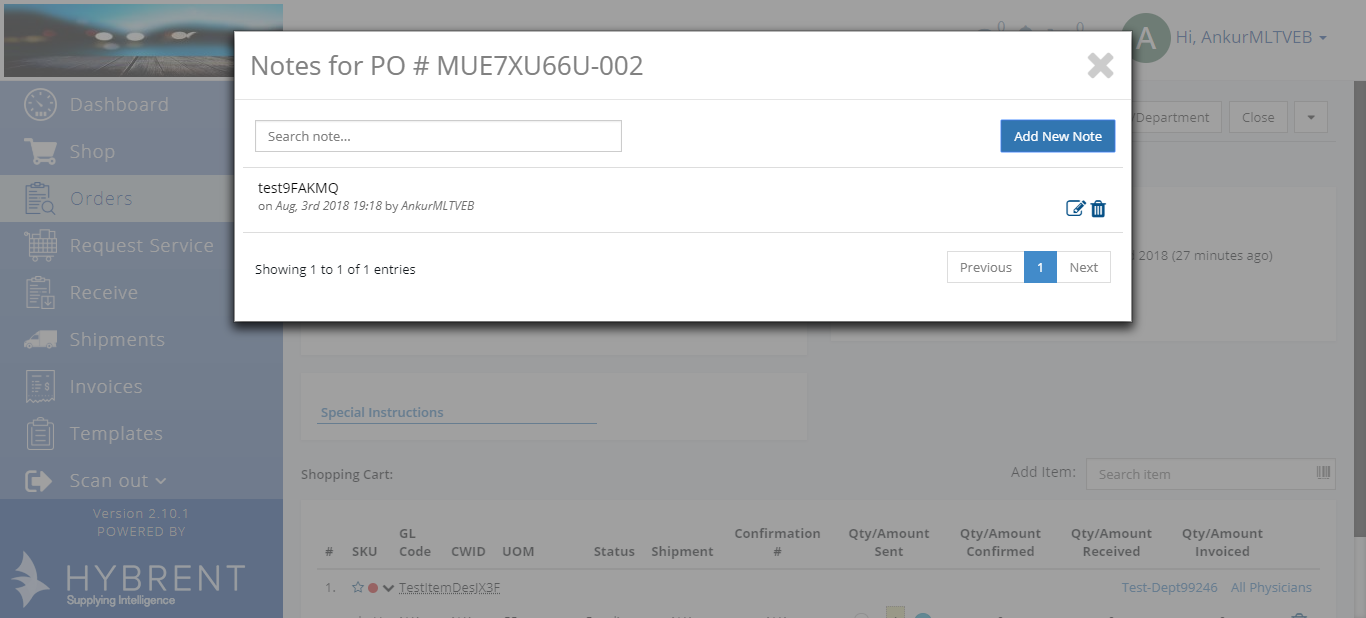 0 0
A Hi, AnkurMLTVEB
Notes for PO # MUE7XU66U-002
Dashboard
Shop
Orders
Request Service
Receive
Shipments
Invoices
Templates
Scan out
Version 2.10.1
POWERED BY
HYBRENT
Supplying Intelligence
/Department Close
Search note...
Add New Note
test9FAKMQ
on Aug, 3rd 2018 19:18 by AnkurMLTVEB
2018 (27 minutes ago)
Showing 1 to 1 of 1 entries
Previous 1 Next
Special Instructions
Shopping Cart:
Add Item: Search item
# SKU GL Code CWID UOM Status Shipment Confirmation # Qty/Amount Sent Qty/Amount Confirmed Qty/Amount Received Qty/Amount Invoiced
1. TestitemDesJX3F Test-Dept99246 All Physicians